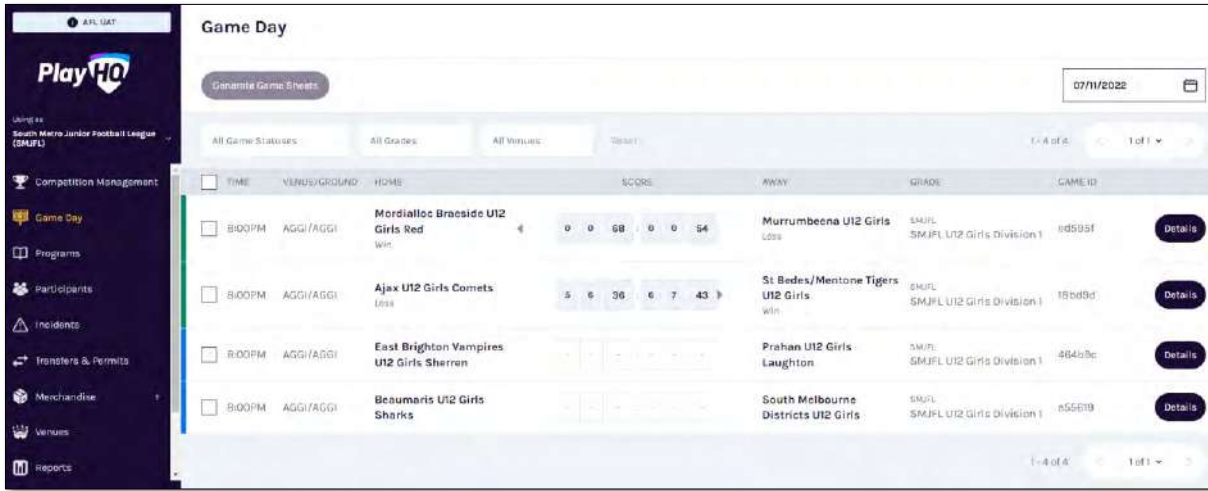 AFL UAT
PlayHQ
Using as
South Metro Junior Football League
(SMJFL)
Competition Management
Game Day
Programs
Participants
Incidents
Transfers & Permits
Merchandise
Venues
Reports
Game Day
Generate Game Sheets
07/11/2022
All Game Statuses All Grades All Venues Reset 1-4 of 4 1 of 1
TIME VENUE/GROUND HOME SCORE AWAY GRADE GAME ID
8:00PM AGGI/AGGI Mordialloc Braeside U12 Girls Red Win 0 0 68 : 0 0 54 Murrumbeena U12 Girls Loss SMJFL SMJFL U12 Girls Division 1 Details
8:00PM AGGI/AGGI Ajax U12 Girls Comets Loss 5 6 36 : 6 7 43 St Bedes/Mentone Tigers U12 Girls Win SMJFL SMJFL U12 Girls Division 1 Details
8:00PM AGGI/AGGI East Brighton Vampires U12 Girls Sherren - - - - - - Prahan U12 Girls Laughton SMJFL SMJFL U12 Girls Division 1 Details
8:00PM AGGI/AGGI Beaumaris U12 Girls Sharks - - - - - - South Melbourne Districts U12 Girls SMJFL SMJFL U12 Girls Division 1 Details
1-4 of 4 1 of 1